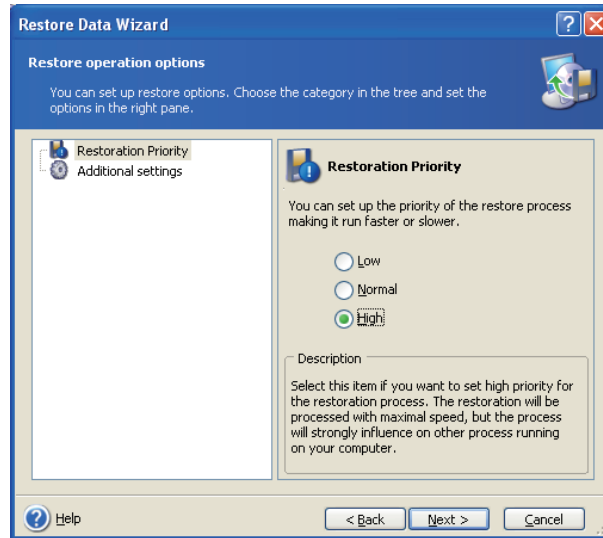 Restore Data Wizard
Restore operation options
You can set up restore options. Choose the category in the tree and set the
options in the right pane.
Restoration Priority
Additional settings
Restoration Priority
You can set up the priority of the restore process
making it run faster or slower.
Low
Normal
High
Description
Select this item if you want to set high priority for
the restoration process. The restoration will be
processed with maximal speed, but the process
will strongly influence on other process running
on your computer.
Help
< Back
Next >
Cancel